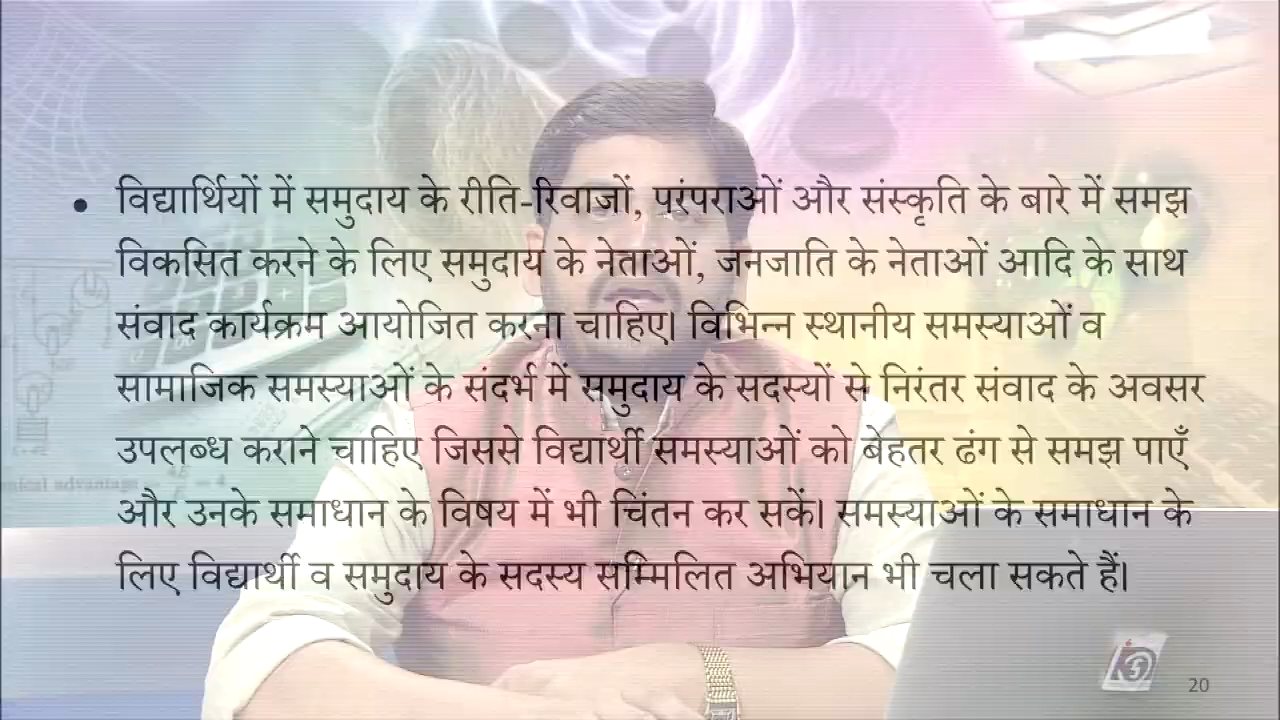 • विद्यार्थियों में समुदाय के रीति-रिवाजों, परंपराओं और संस्कृति के बारे में समझ
विकसित करने के लिए समुदाय के नेताओं, जनजाति के नेताओं आदि के साथ
संवाद कार्यक्रम आयोजित करना चाहिए। विभिन्न स्थानीय समस्याओं व
सामाजिक समस्याओं के संदर्भ में समुदाय के सदस्यों से निरंतर संवाद के अवसर
उपलब्ध कराने चाहिए जिससे विद्यार्थी समस्याओं को बेहतर ढंग से समझ पाएँ
और उनके समाधान के विषय में भी चिंतन कर सकें। समस्याओं के समाधान के
लिए विद्यार्थी व समुदाय के सदस्य सम्मिलित अभियान भी चला सकते हैं।
20